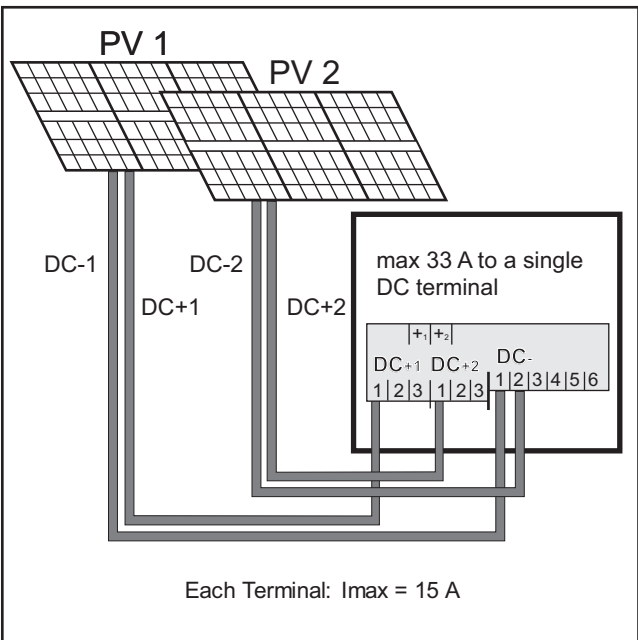 PV 1
PV 2
DC-1
DC+1
DC-2
DC+2
max 33 A to a single
DC terminal
|+₁|+₂|
DC+1 DC+2 DC-
1|2|3|1|2|3|1|2|3|4|5|6
Each Terminal: Imax = 15 A